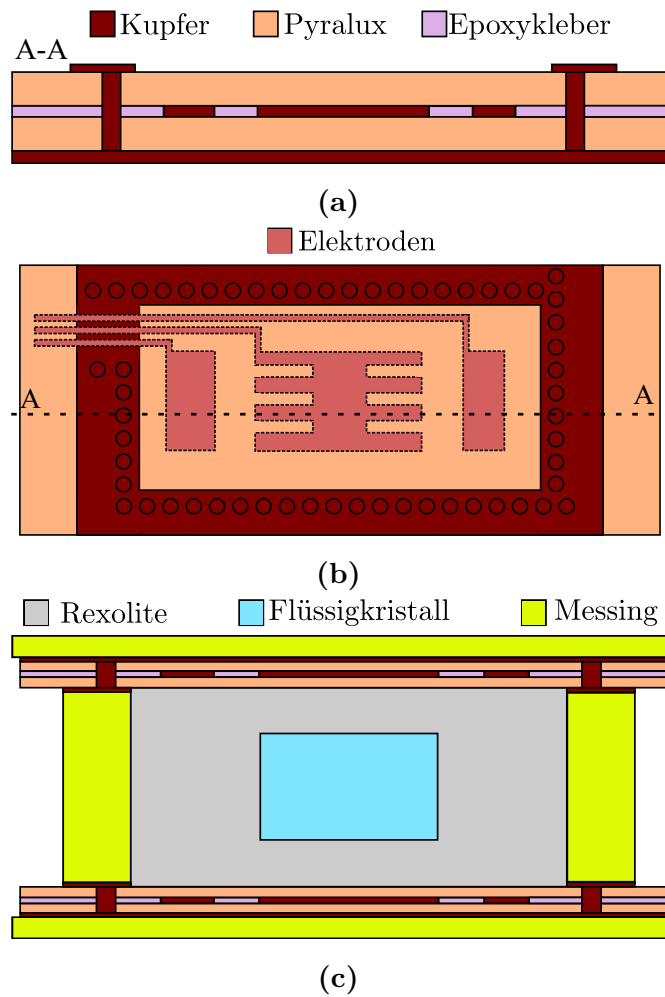 Kupfer Pyralux Epoxykleber
A-A
(a)
Elektroden
A A
(b)
Rexolite Flüssigkristall Messing
(c)